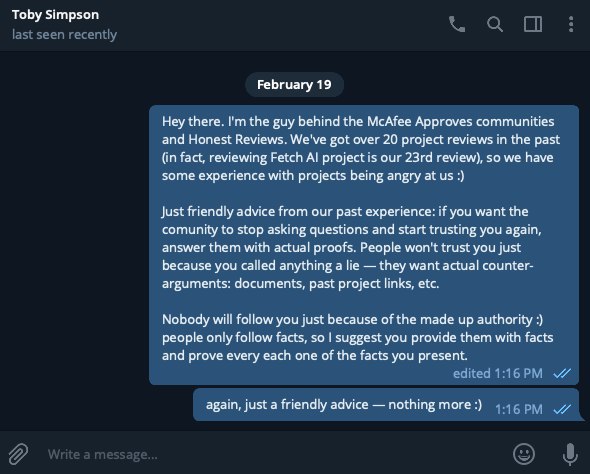 Toby Simpson
last seen recently
February 19
Hey there. I'm the guy behind the McAfee Approves communities
and Honest Reviews. We've got over 20 project reviews in the past
(in fact, reviewing Fetch AI project is our 23rd review), so we have
some experience with projects being angry at us :)
Just friendly advice from our past experience: if you want the
comunity to stop asking questions and start trusting you again,
answer them with actual proofs. People won't trust you just
because you called anything a lie — they want actual counter-
arguments: documents, past project links, etc.
Nobody will follow you just because of the made up authority :)
people only follow facts, so I suggest you provide them with facts
and prove every each one of the facts you present.
edited 1:16 PM
again, just a friendly advice — nothing more :) 1:16 PM
Write a message...